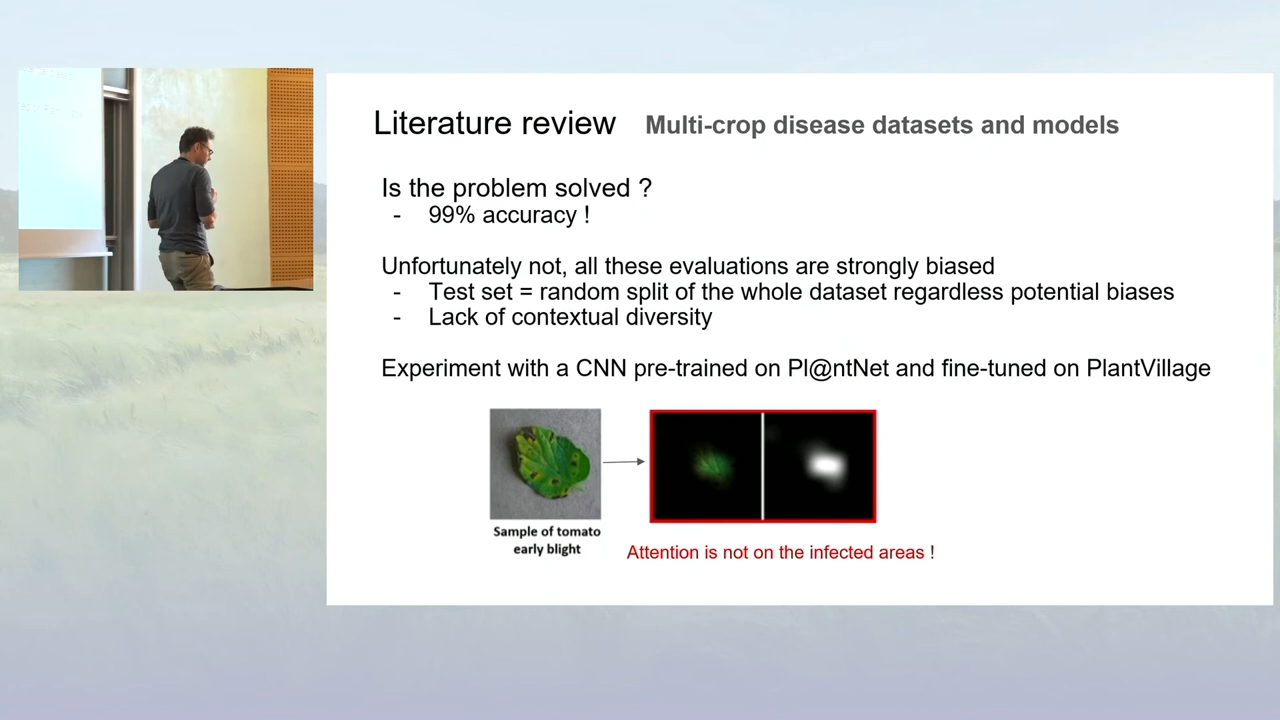 Literature review Multi-crop disease datasets and models
Is the problem solved ?
- 99% accuracy !
Unfortunately not, all these evaluations are strongly biased
- Test set = random split of the whole dataset regardless potential biases
- Lack of contextual diversity
Experiment with a CNN pre-trained on Pl@ntNet and fine-tuned on PlantVillage
Sample of tomato
early blight
Attention is not on the infected areas !